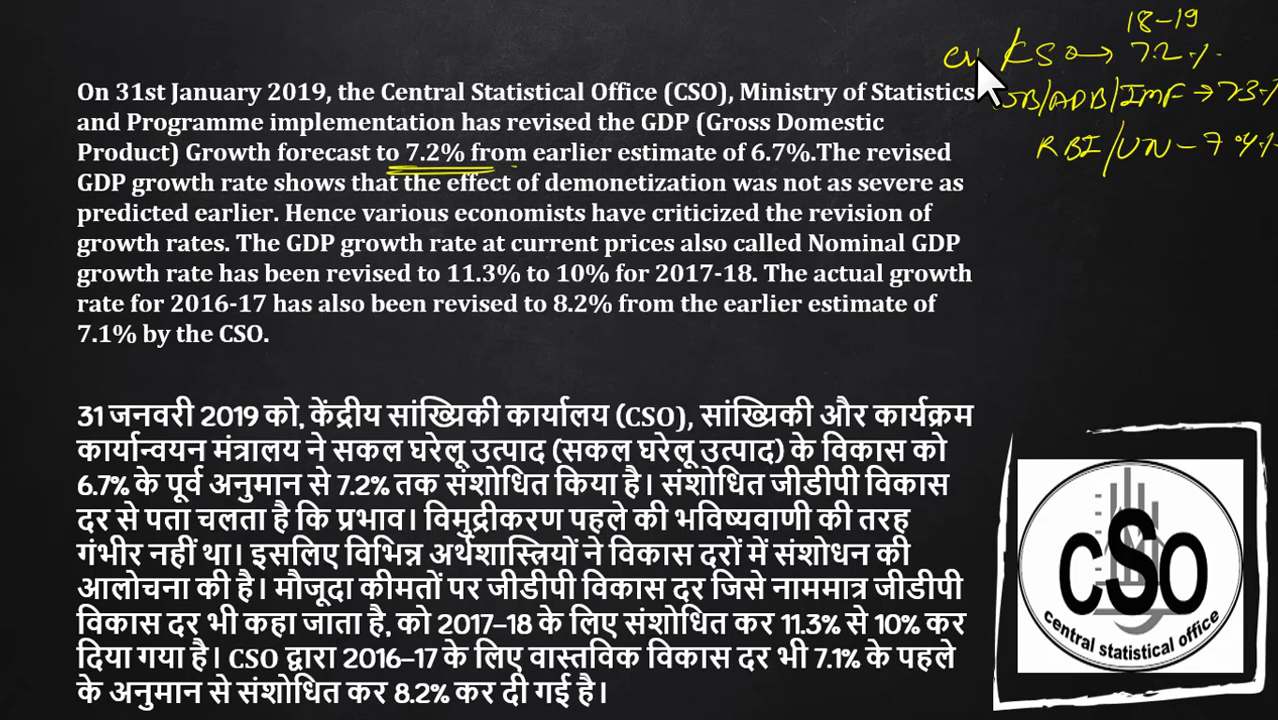 On 31st January 2019, the Central Statistical Office (CSO), Ministry of Statistics
and Programme implementation has revised the GDP (Gross Domestic
Product) Growth forecast to 7.2% from earlier estimate of 6.7%.The revised
GDP growth rate shows that the effect of demonetization was not as severe as
predicted earlier. Hence various economists have criticized the revision of
growth rates. The GDP growth rate at current prices also called Nominal GDP
growth rate has been revised to 11.3% to 10% for 2017-18. The actual growth
rate for 2016-17 has also been revised to 8.2% from the earlier estimate of
7.1% by the CSO.
31 जनवरी 2019 को, केंद्रीय सांख्यिकी कार्यालय (CSO), सांख्यिकी और कार्यक्रम
कार्यान्वयन मंत्रालय ने सकल घरेलू उत्पाद (सकल घरेलू उत्पाद) के विकास को
6.7% के पूर्व अनुमान से 7.2% तक संशोधित किया है। संशोधित जीडीपी विकास
दर से पता चलता है कि प्रभाव। विमुद्रीकरण पहले की भविष्यवाणी की तरह
गंभीर नहीं था। इसलिए विभिन्न अर्थशास्त्रियों ने विकास दरों में संशोधन की
आलोचना की है। मौजूदा कीमतों पर जीडीपी विकास दर जिसे नाममात्र जीडीपी
विकास दर भी कहा जाता है, को 2017-18 के लिए संशोधित कर 11.3% से 10% कर
दिया गया है। CSO द्वारा 2016-17 के लिए वास्तविक विकास दर भी 7.1% के पहले
के अनुमान से संशोधित कर 8.2% कर दी गई है।
18-19
CSO → 7.2%
/ADB/IMF →
RBI/UN - 7.4%
CSO
central statistical office